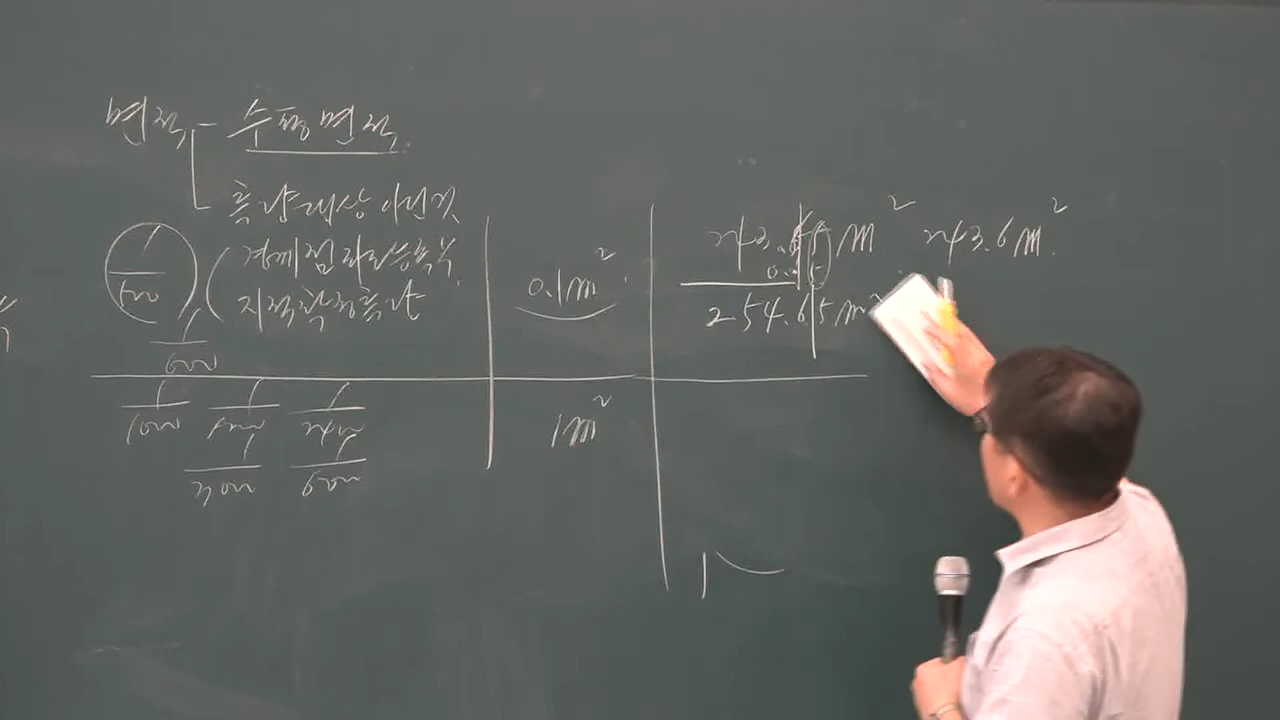 면적 - 수평면적.
측량대상 아닌것
1/500 ( 경계점좌표등록부
지적확정측량
1/600
0.1m²
m² 243.6m².
254.65m²
1/1000
1/2400
1/3000 1/6000
1m²